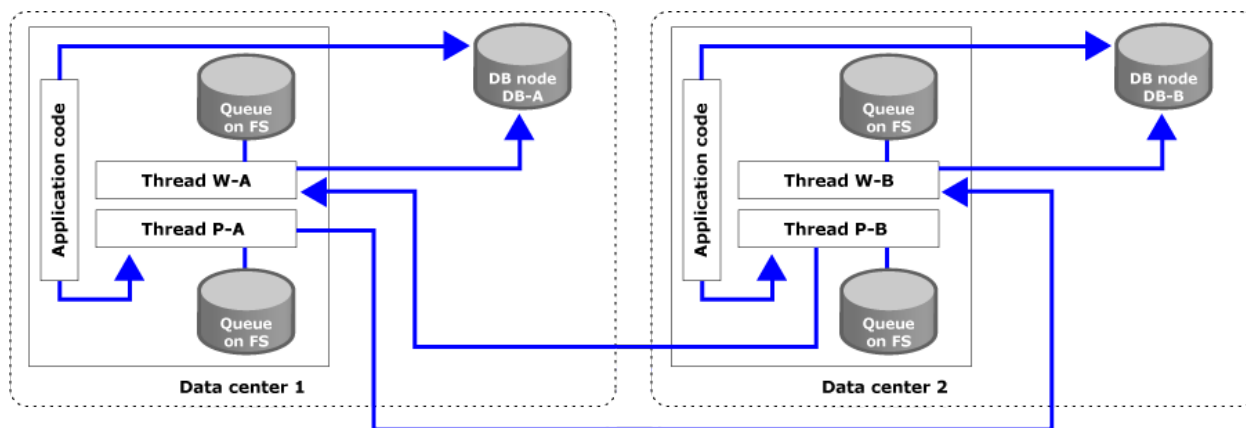 Application code
Queue
on FS
DB node
DB-A
Thread W-A
Thread P-A
Queue
on FS
Data center 1
Application code
Queue
on FS
DB node
DB-B
Thread W-B
Thread P-B
Queue
on FS
Data center 2